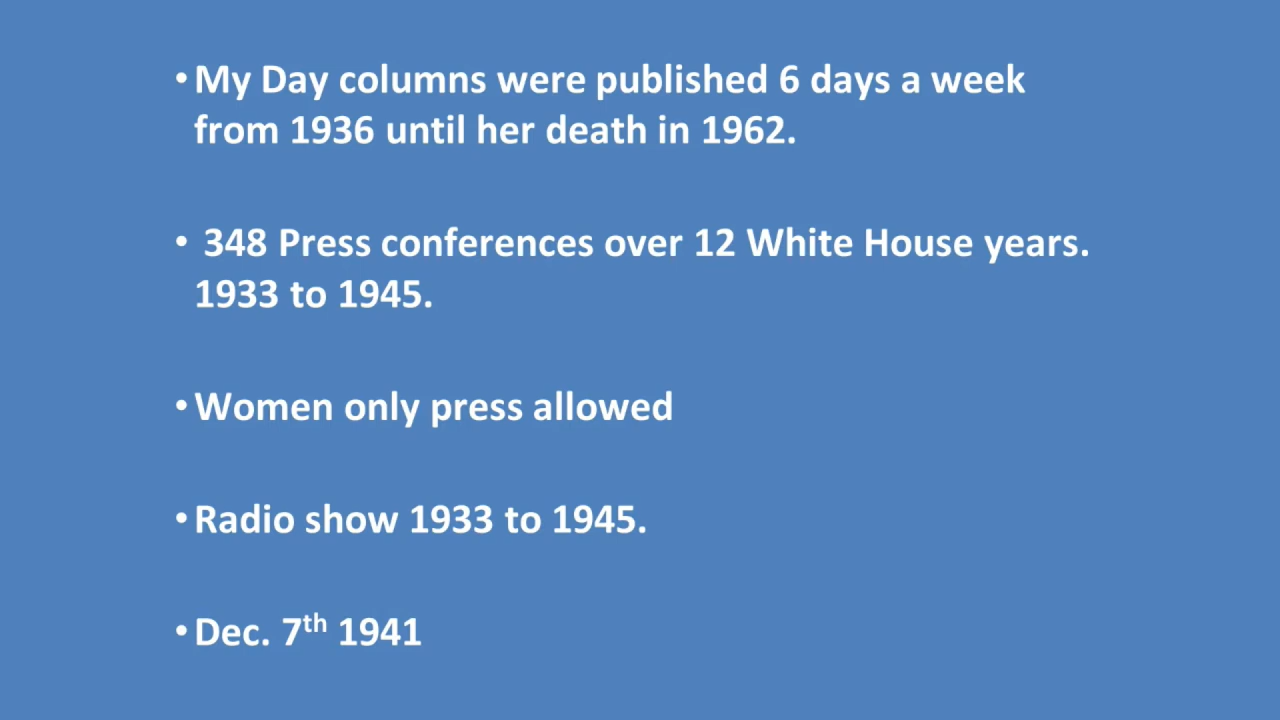 • My Day columns were published 6 days a week
from 1936 until her death in 1962.
• 348 Press conferences over 12 White House years.
1933 to 1945.
• Women only press allowed
• Radio show 1933 to 1945.
• Dec. 7th 1941